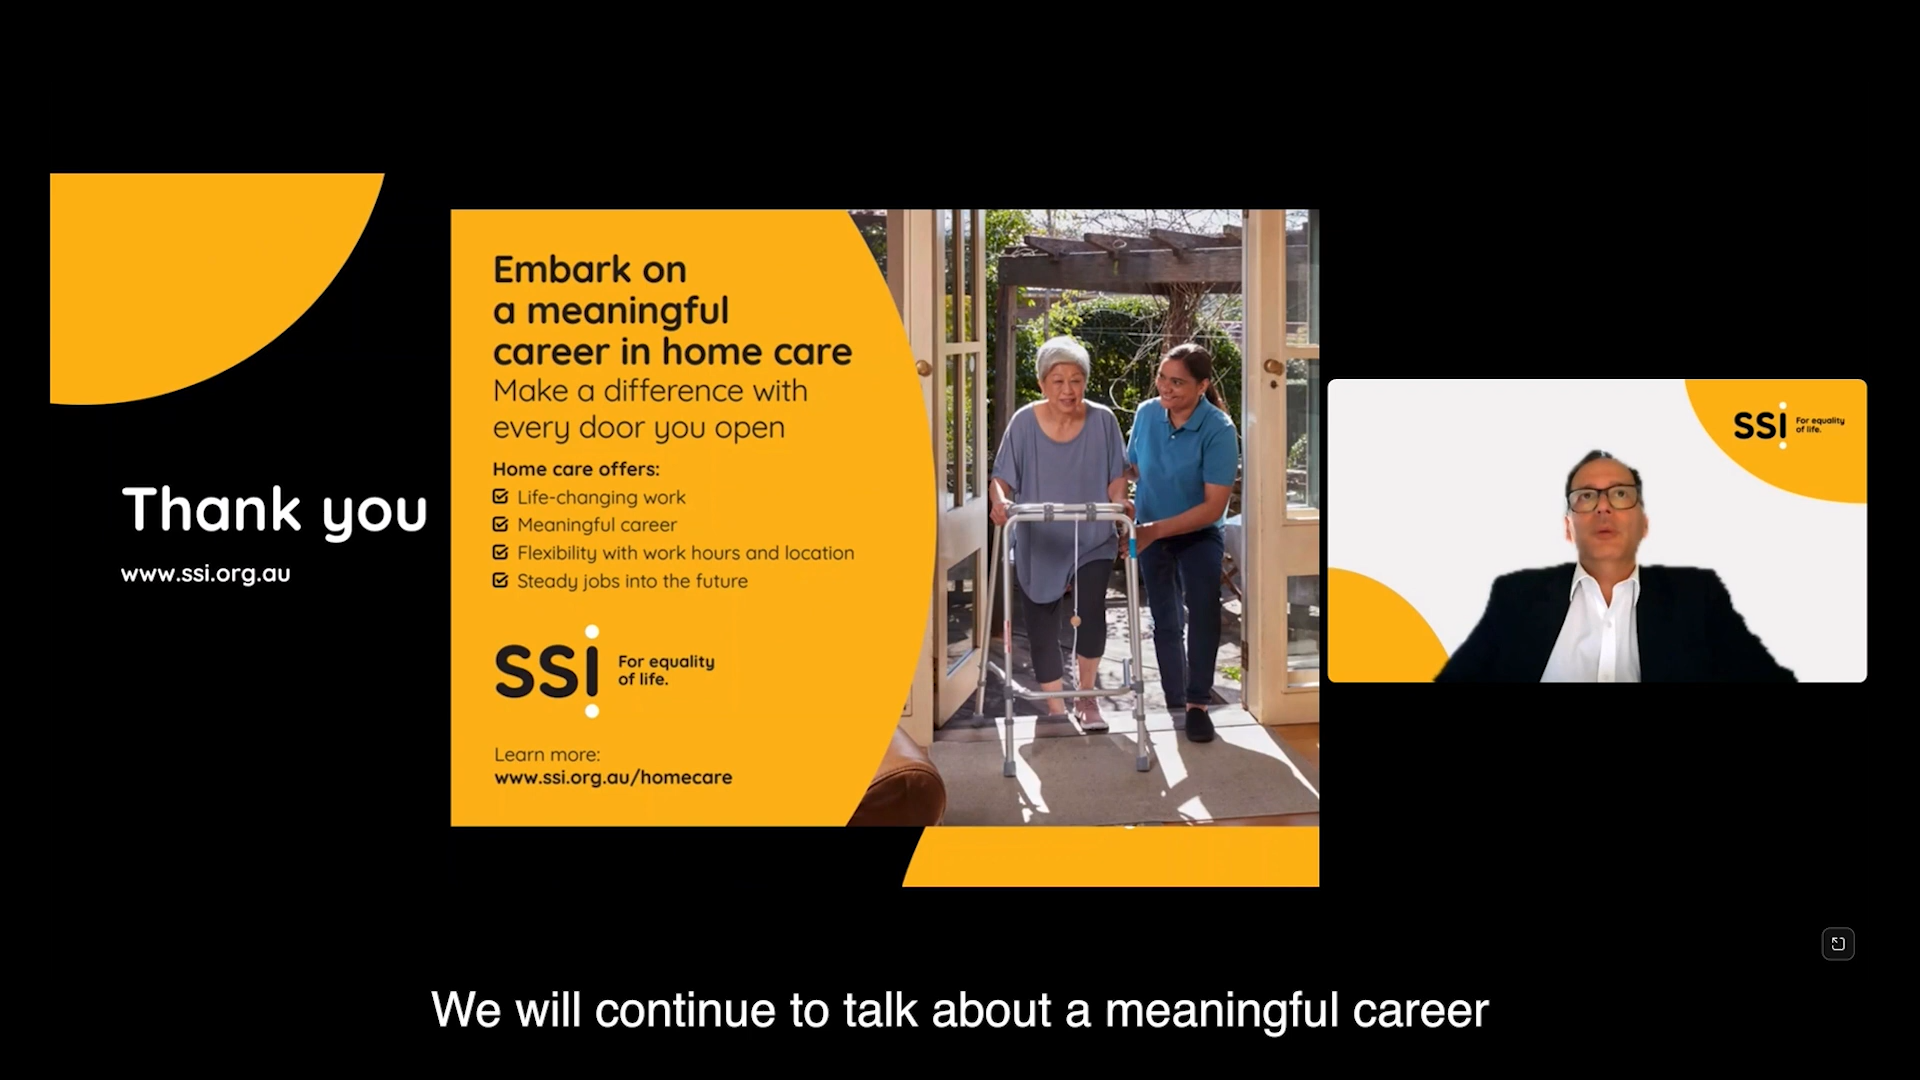 Thank you
www.ssi.org.au
Embark on
a meaningful
career in home care
Make a difference with
every door you open
Home care offers:
Life-changing work
Meaningful career
Flexibility with work hours and location
Steady jobs into the future
SSi
For equality
of life.
Learn more:
www.ssi.org.au/homecare
SSi
For equality
of life.
We will continue to talk about a meaningful career